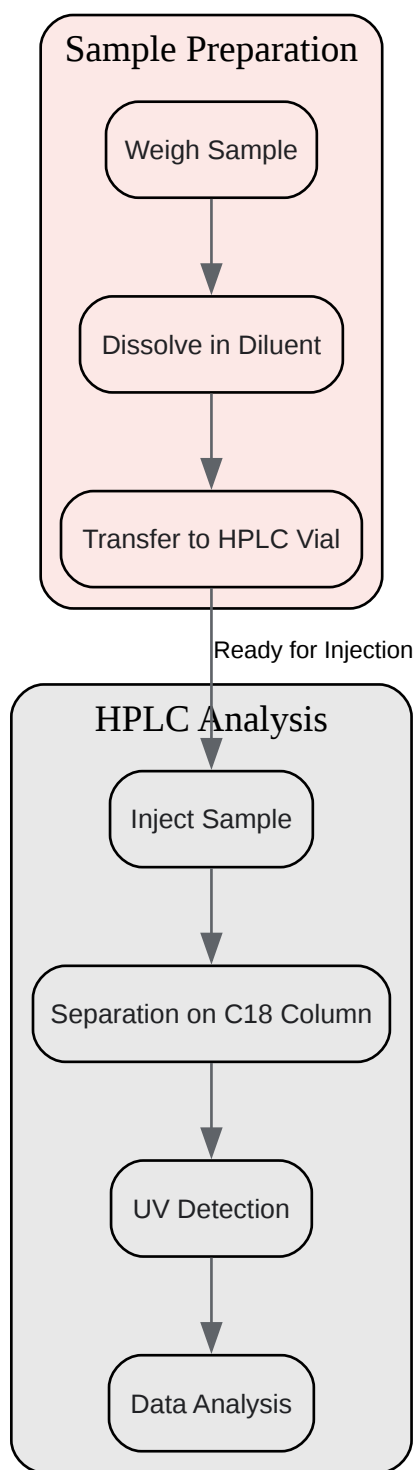 Sample Preparation
Weigh Sample
Dissolve in Diluent
Transfer to HPLC Vial
Ready for Injection
HPLC Analysis
Inject Sample
Separation on C18 Column
UV Detection
Data Analysis